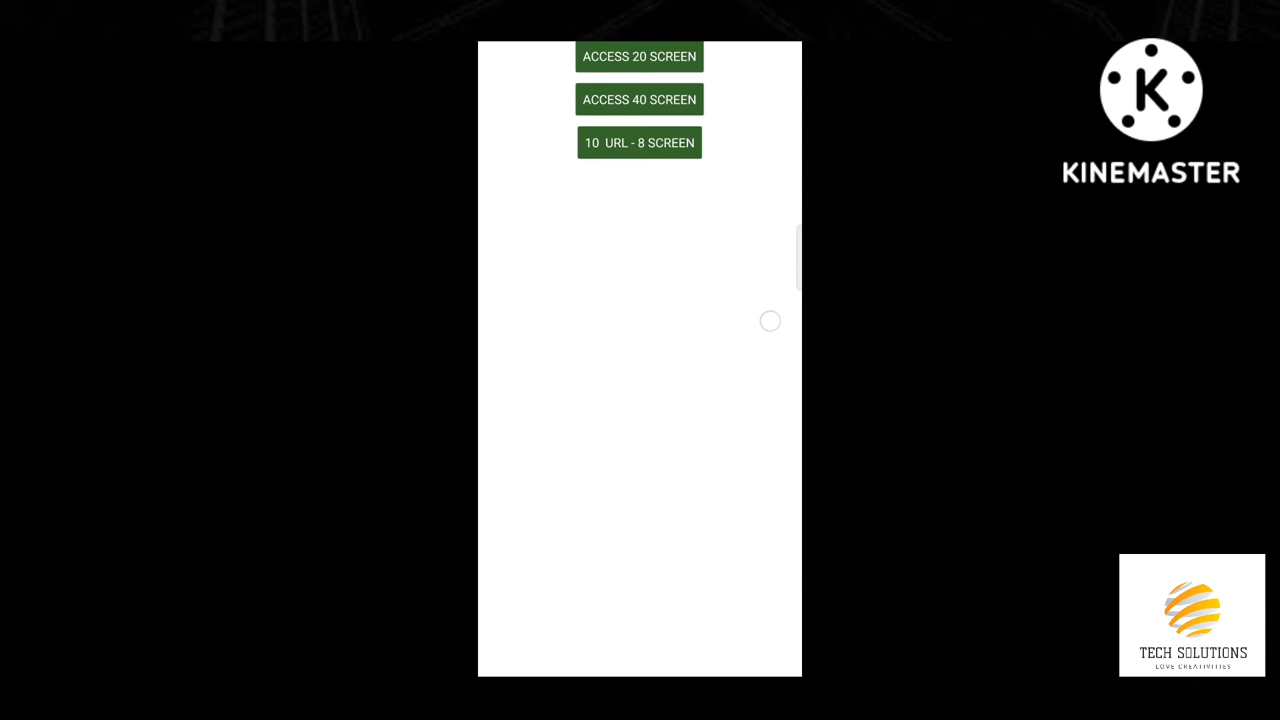 ACCESS 20 SCREEN
ACCESS 40 SCREEN
10 URL - 8 SCREEN
K
KINEMASTER
TECH SOLUTIONS
LOVE CREATIVITIES